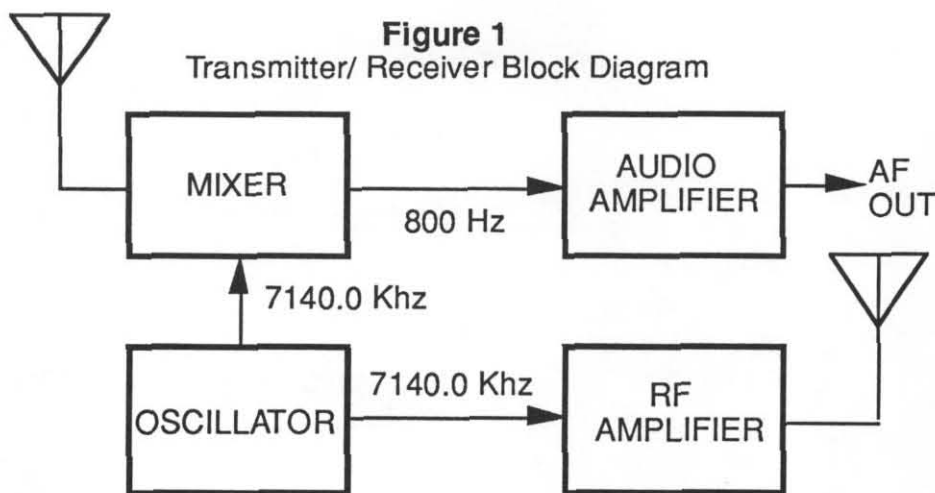 Figure 1
Transmitter/ Receiver Block Diagram
MIXER
800 Hz
AUDIO
AMPLIFIER
AF
OUT
7140.0 Khz
OSCILLATOR
7140.0 Khz
RF
AMPLIFIER